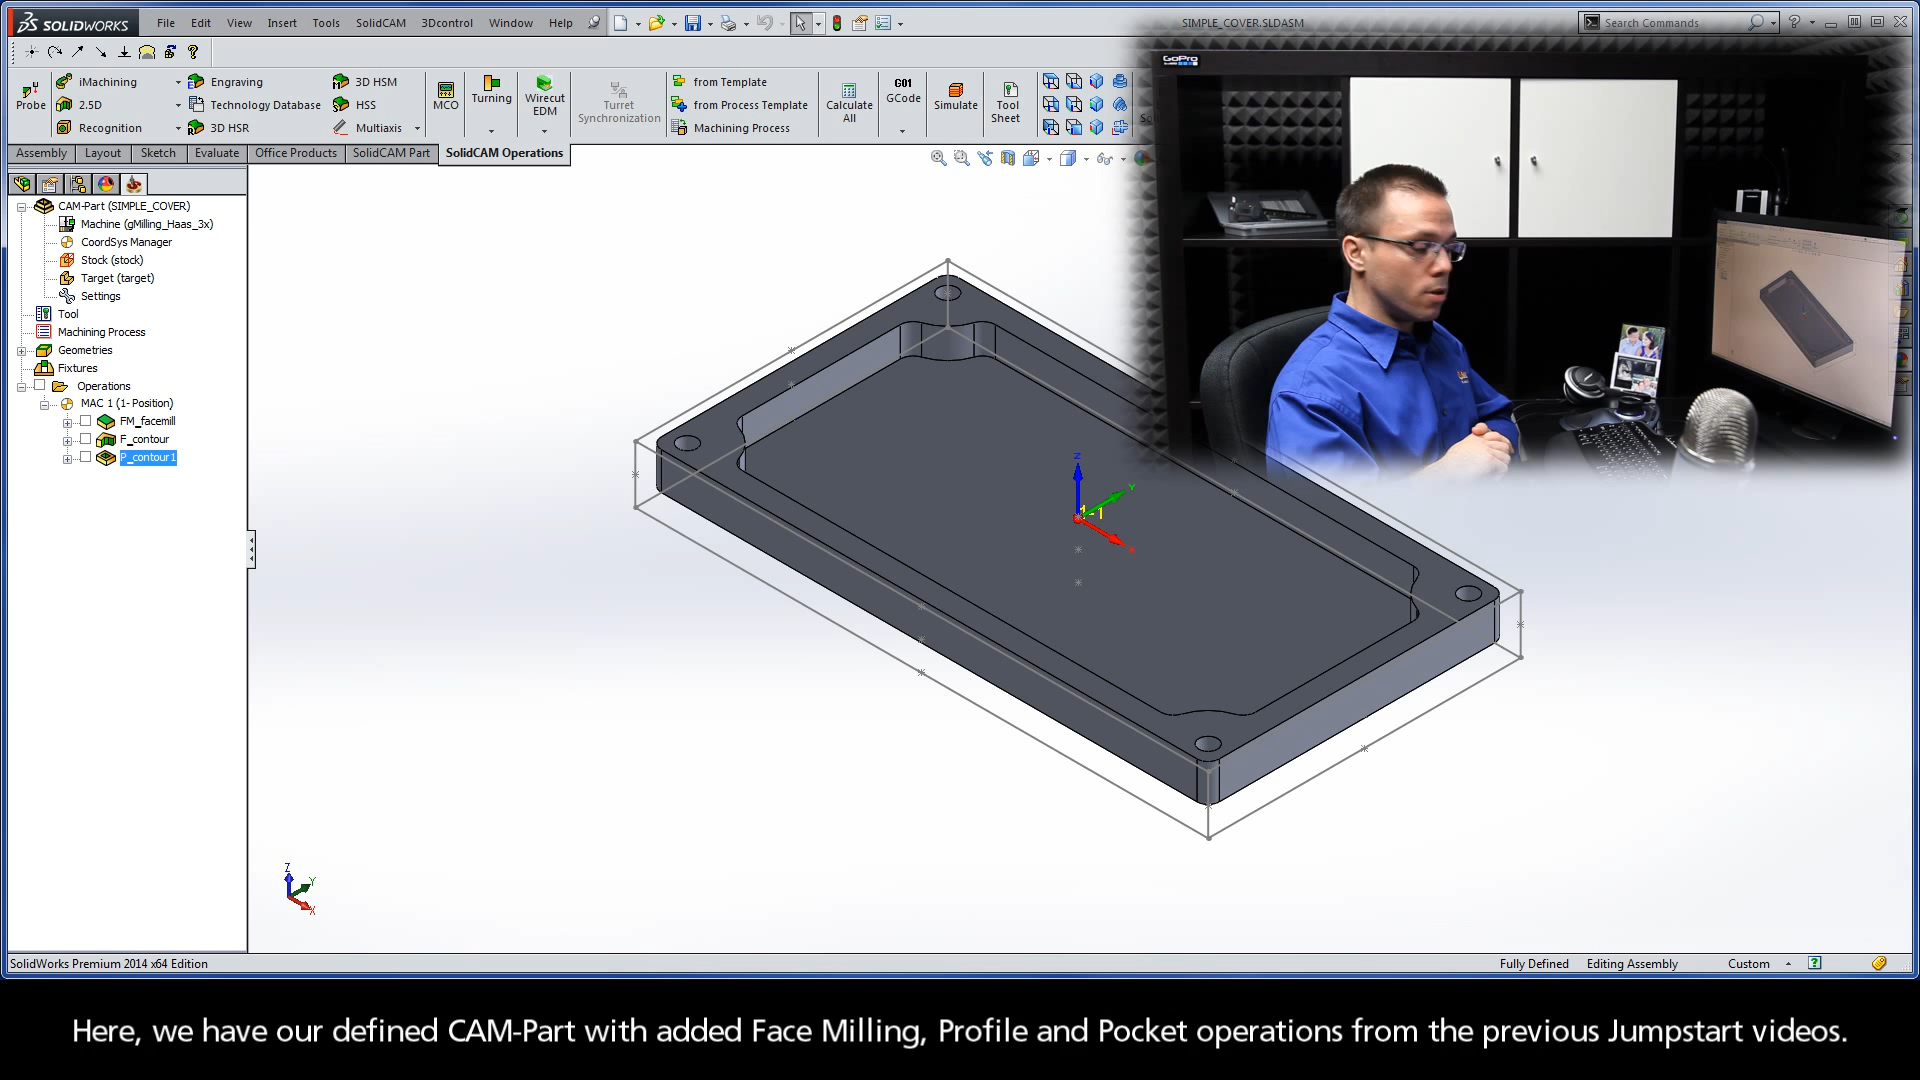 SOLIDWORKS File Edit View Insert Tools SolidCAM 3Dcontrol Window Help SIMPLE_COVER.SLDASM Search Commands
GoPro
Probe iMachining 2.5D Recognition
Engraving Technology Database 3D HSR
3D HSM HSS Multiaxis
MCO Turning Wirecut EDM Turret Synchronization
from Template from Process Template Machining Process
Calculate All G01 GCode Simulate Tool Sheet
Assembly Layout Sketch Evaluate Office Products SolidCAM Part SolidCAM Operations
CAM-Part (SIMPLE_COVER)
Machine (gMilling_Haas_3x)
CoordSys Manager
Stock (stock)
Target (target)
Settings
Tool
Machining Process
Geometries
Fixtures
Operations
MAC 1 (1- Position)
FM_facemill
F_contour
P_contour1
Z
Y
1-1
X
Z
Y
X
SolidWorks Premium 2014 x64 Edition Fully Defined Editing Assembly Custom
Here, we have our defined CAM-Part with added Face Milling, Profile and Pocket operations from the previous Jumpstart videos.